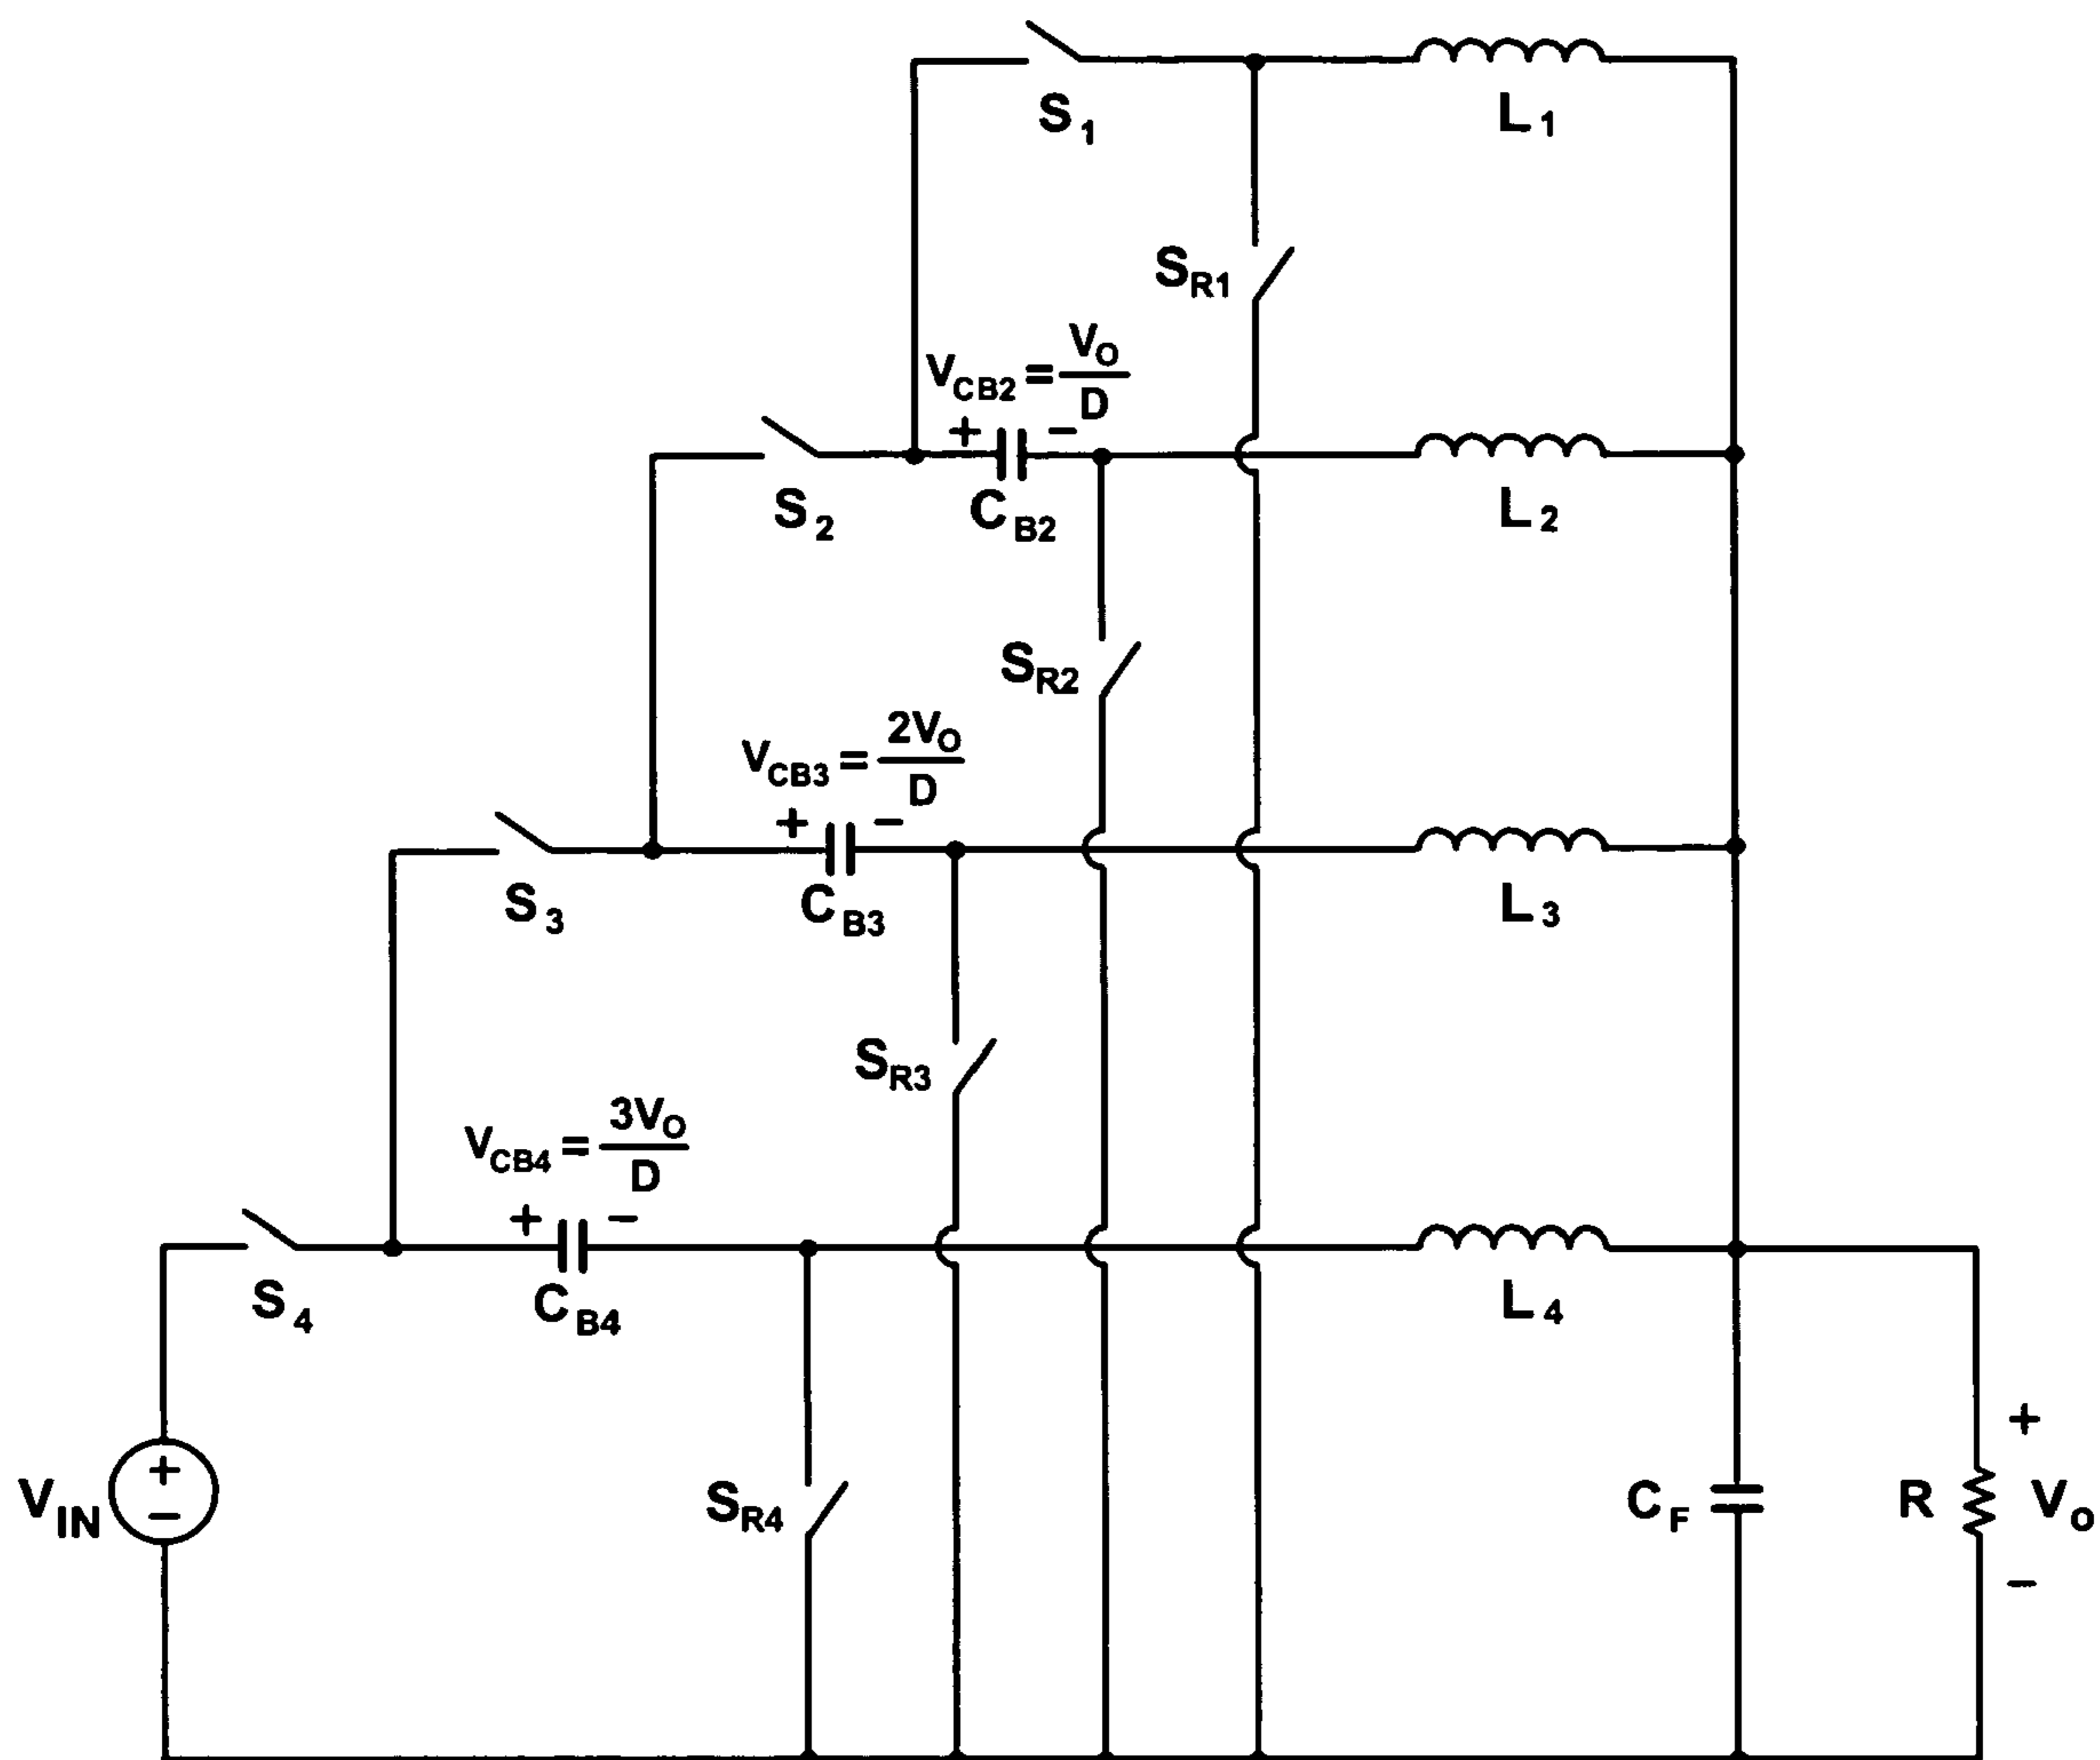 S1
L1
SR1
VCB2 = VO/D
+ −
S2
CB2
L2
SR2
VCB3 = 2VO/D
+ −
S3
CB3
L3
SR3
VCB4 = 3VO/D
+ −
S4
CB4
L4
+
−
VIN
SR4
CF
R
+
VO
−